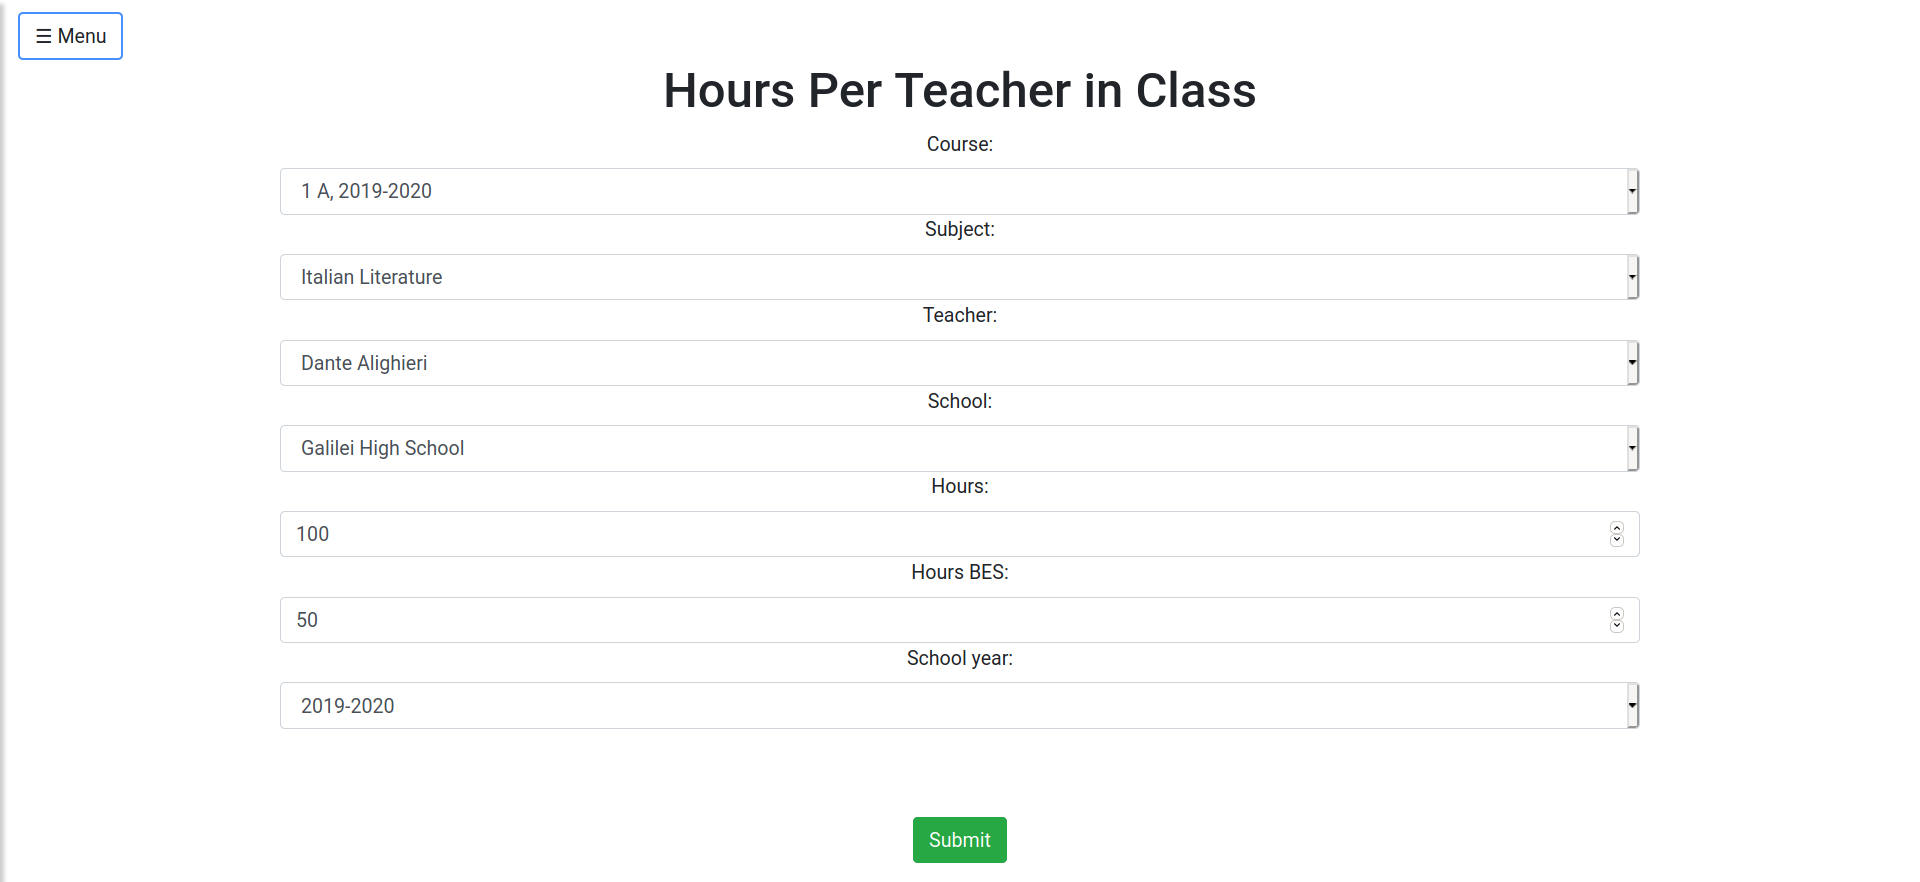 ☰ Menu
Hours Per Teacher in Class
Course:
1 A, 2019-2020
Subject:
Italian Literature
Teacher:
Dante Alighieri
School:
Galilei High School
Hours:
100
Hours BES:
50
School year:
2019-2020
Submit